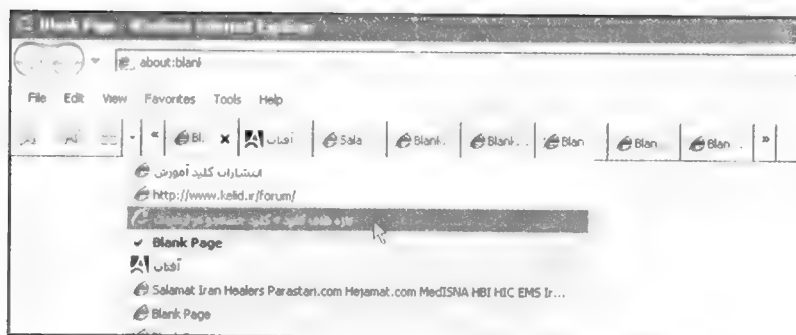 Blank Page - Windows Internet Explorer
about:blank
File Edit View Favorites Tools Help
« Bl. x آفتاب Sala Blank. Blank. . Blan Blan Blan . »
انتشارات کلید آموزش
http://www.kelid.ir/forum/
✓ Blank Page
آفتاب
Salamat Iran Healers Parastari.com Hejamat.com MedISNA HBI HIC EMS Ir...
Blank Page